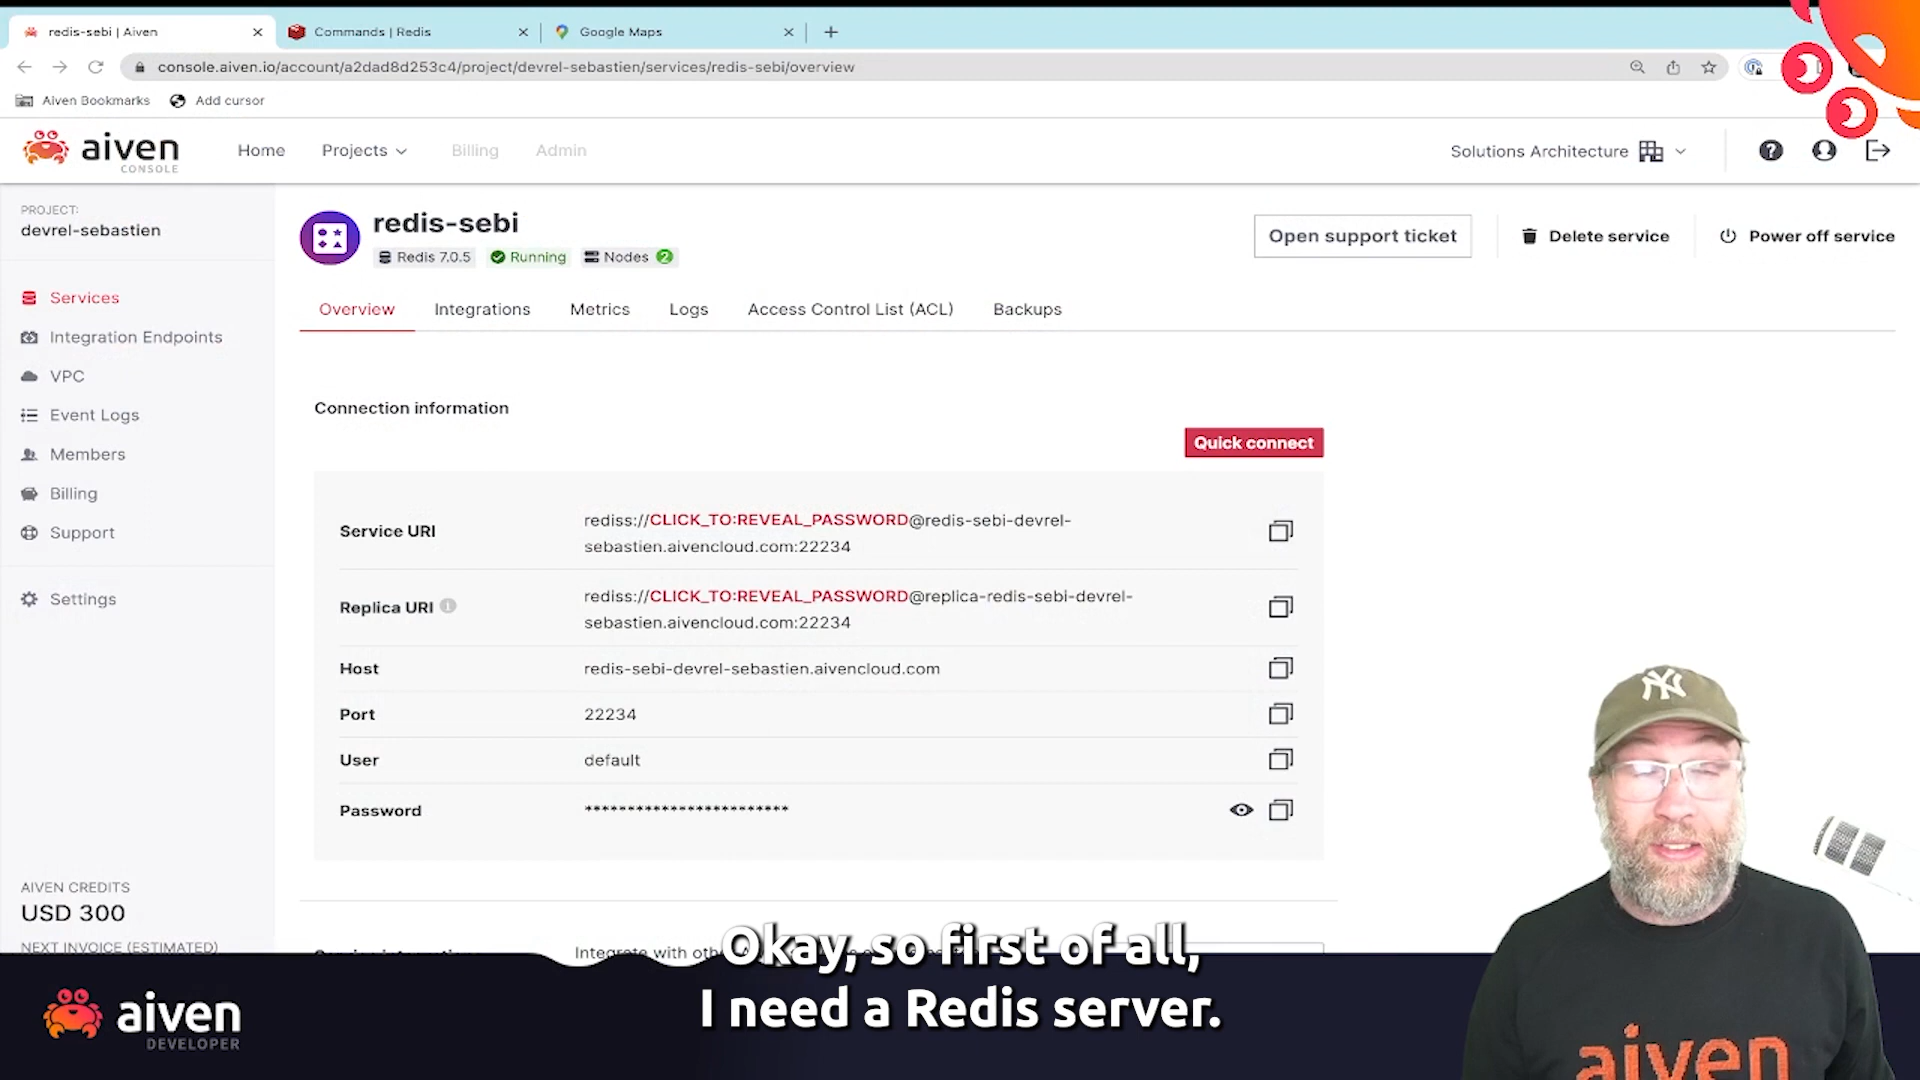 redis-sebi | Aiven
Commands | Redis
Google Maps
console.aiven.io/account/a2dad8d253c4/project/devrel-sebastien/services/redis-sebi/overview
Aiven Bookmarks
Add cursor
aiven
CONSOLE
Home
Projects
Billing
Admin
Solutions Architecture
PROJECT:
devrel-sebastien
Services
Integration Endpoints
VPC
Event Logs
Members
Billing
Support
Settings
AIVEN CREDITS
USD 300
NEXT INVOICE (ESTIMATED)
redis-sebi
Redis 7.0.5
Running
Nodes 2
Open support ticket
Delete service
Power off service
Overview
Integrations
Metrics
Logs
Access Control List (ACL)
Backups
Connection information
Quick connect
Service URI
rediss://CLICK_TO:REVEAL_PASSWORD@redis-sebi-devrel-
sebastien.aivencloud.com:22234
Replica URI
rediss://CLICK_TO:REVEAL_PASSWORD@replica-redis-sebi-devrel-
sebastien.aivencloud.com:22234
Host
redis-sebi-devrel-sebastien.aivencloud.com
Port
22234
User
default
Password
************************
Integrate with
Okay, so first of all,
I need a Redis server.
aiven
DEVELOPER
NY
aiven